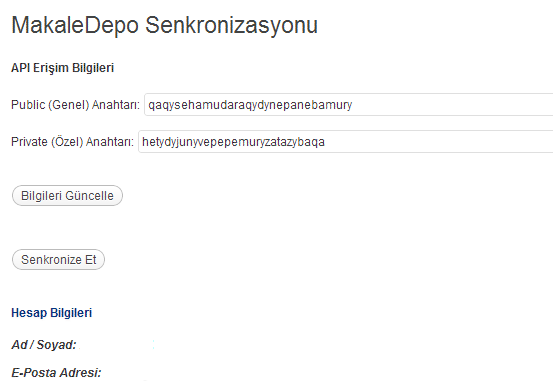 MakaleDepo Senkronizasyonu
API Erişim Bilgileri
Public (Genel) Anahtarı: qaqysehamudaraqydynepanebamury
Private (Özel) Anahtarı: hetydyjunyvepepemuryzatazybaqa
Bilgileri Güncelle
Senkronize Et
Hesap Bilgileri
Ad / Soyad:
E-Posta Adresi: